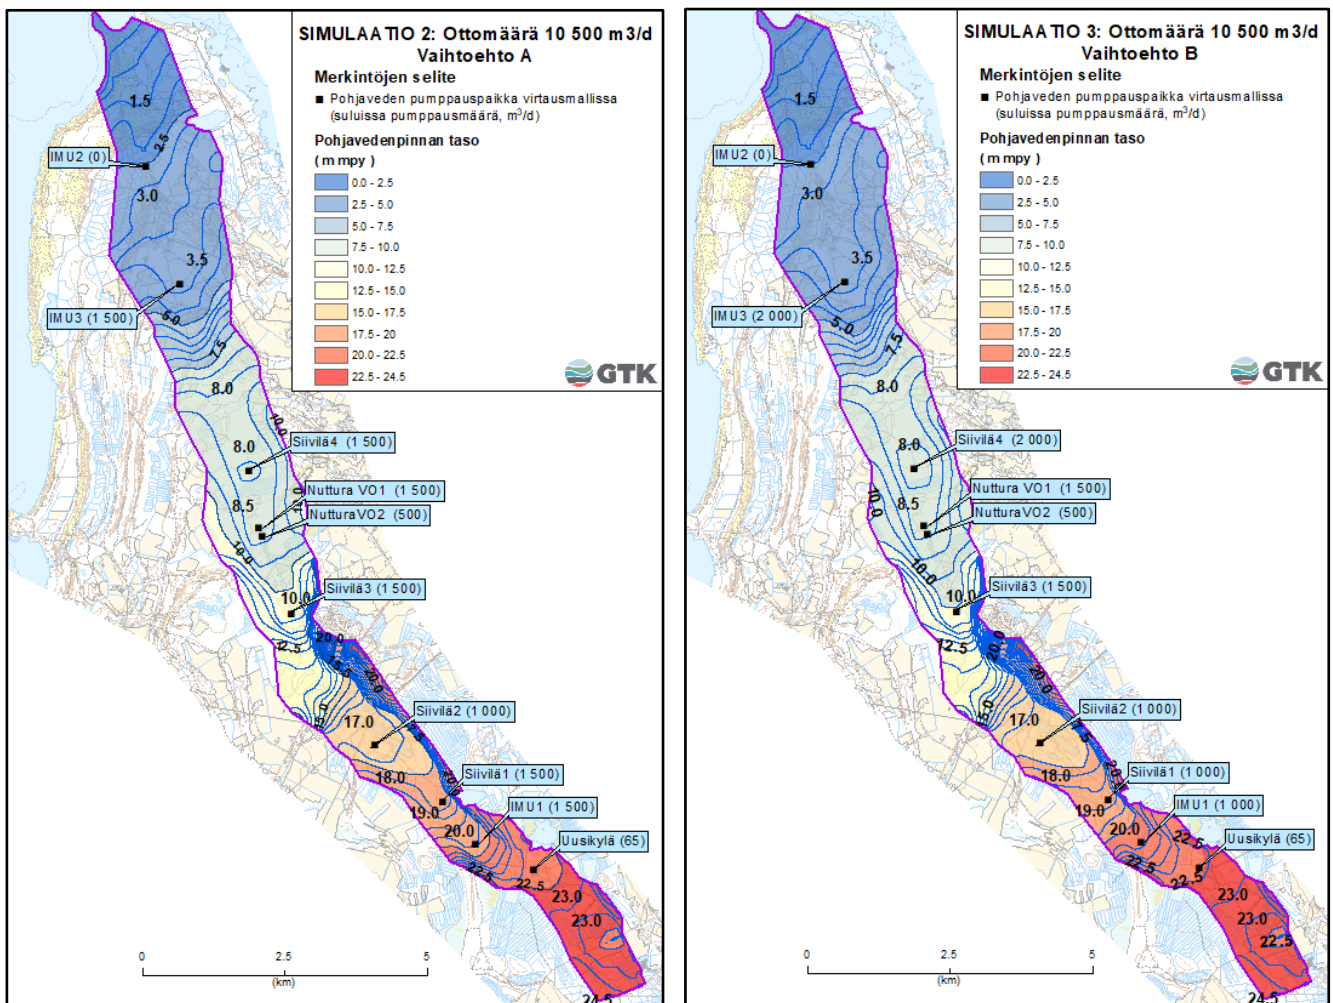 SIMULAATIO 2: Ottomäärä 10 500 m3/d
Vaihtoehto A
Merkintöjen selite
Pohjaveden pumppauspaikka virtausmallissa
(suluissa pumppausmäärä, m³/d)
Pohjavedenpinnan taso
(m mpy)
0.0 - 2.5
2.5 - 5.0
5.0 - 7.5
7.5 - 10.0
10.0 - 12.5
12.5 - 15.0
15.0 - 17.5
17.5 - 20
20.0 - 22.5
22.5 - 24.5
GTK
1.5
2.5
IMU2 (0)
3.0
3.5
IMU3 (1 500)
5.0
7.5
8.0
10.0
8.0
Siivilä4 (1 500)
Nuttura VO1 (1 500)
8.5
NutturaVO2 (500)
10.0
10.0
Siivilä3 (1 500)
20.0
12.5
15.5
20.0
15.0
17.0
Siivilä2 (1 000)
18.0
Siivilä1 (1 500)
19.0
IMU1 (1 500)
20.0
Uusikylä (65)
22.5
22.5
23.0
23.0
24.5
0
2.5
5
(km)
SIMULAATIO 3: Ottomäärä 10 500 m3/d
Vaihtoehto B
Merkintöjen selite
Pohjaveden pumppauspaikka virtausmallissa
(suluissa pumppausmäärä, m³/d)
Pohjavedenpinnan taso
(m mpy)
0.0 - 2.5
2.5 - 5.0
5.0 - 7.5
7.5 - 10.0
10.0 - 12.5
12.5 - 15.0
15.0 - 17.5
17.5 - 20
20.0 - 22.5
22.5 - 24.5
GTK
1.5
IMU2 (0)
3.0
3.5
IMU3 (2 000)
5.0
7.5
8.0
8.0
Siivilä4 (2 000)
Nuttura VO1 (1 500)
10.0
8.5
NutturaVO2 (500)
10.0
10.0
Siivilä3 (1 500)
12.5
20.0
20.0
15.0
17.0
Siivilä2 (1 000)
18.0
Siivilä1 (1 000)
19.0
IMU1 (1 000)
20.0
22.5
Uusikylä (65)
22.5
22.5
23.0
23.0
22.5
24.5
0
2.5
5
(km)